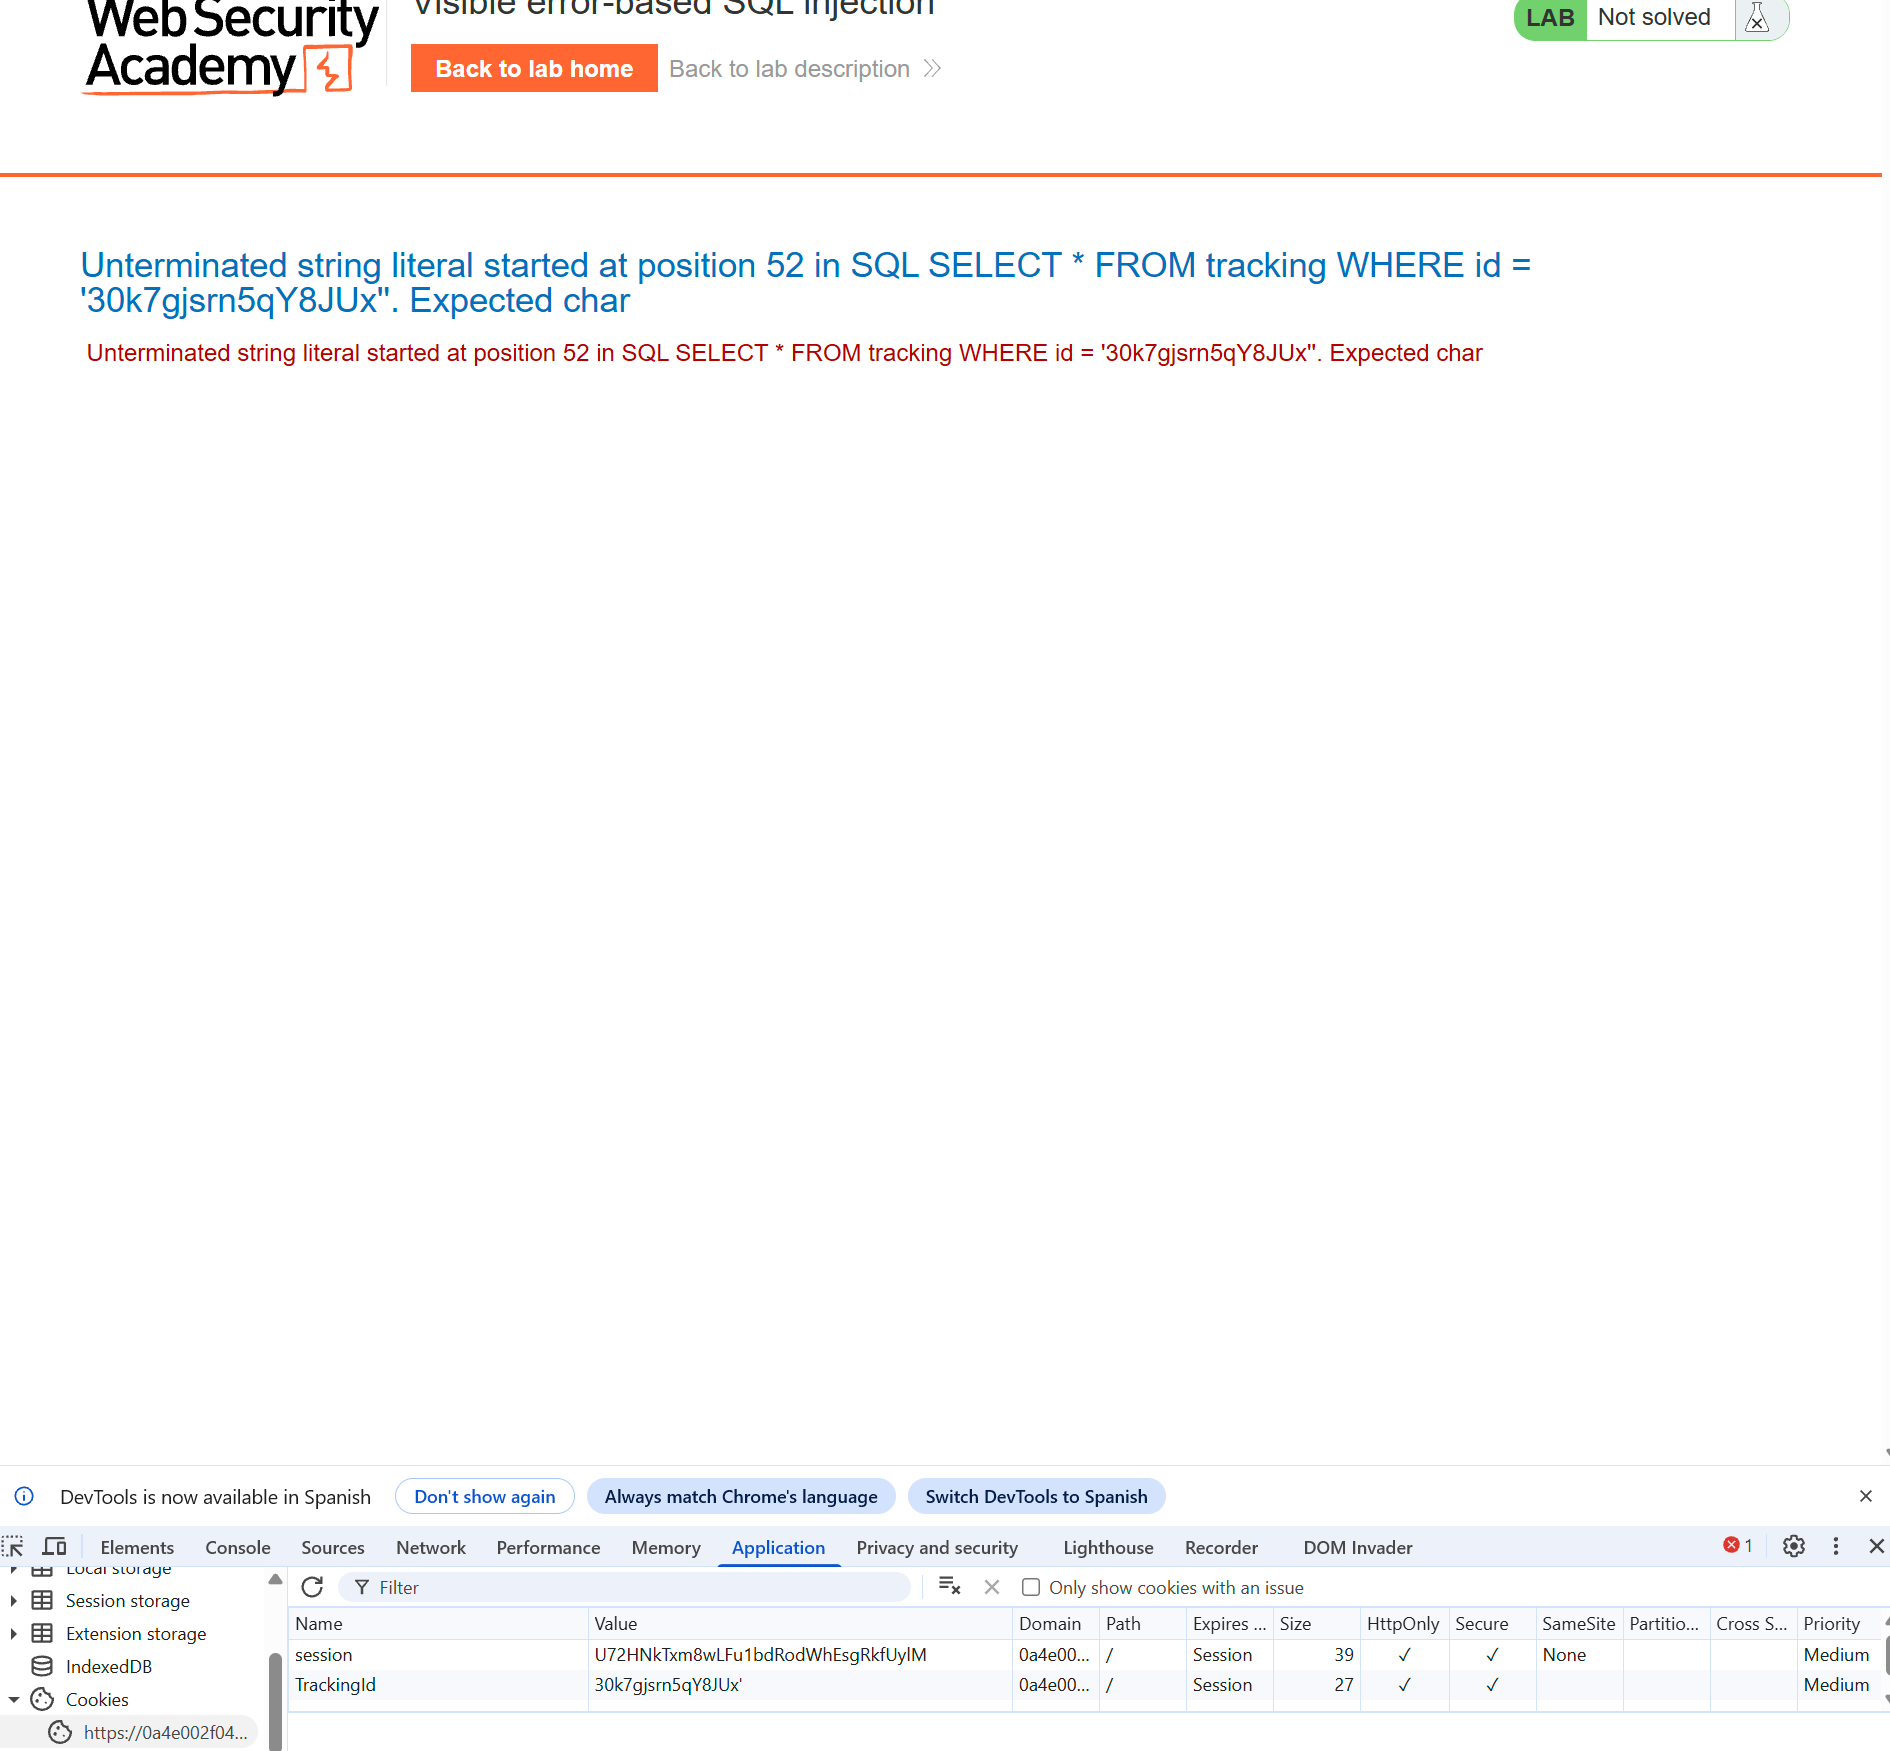 Web Security
Academy
Visible error-based SQL injection
Back to lab home
Back to lab description
LAB
Not solved
Unterminated string literal started at position 52 in SQL SELECT * FROM tracking WHERE id =
'30k7gjsrn5qY8JUx''. Expected char
Unterminated string literal started at position 52 in SQL SELECT * FROM tracking WHERE id = '30k7gjsrn5qY8JUx''. Expected char
DevTools is now available in Spanish
Don't show again
Always match Chrome's language
Switch DevTools to Spanish
Elements
Console
Sources
Network
Performance
Memory
Application
Privacy and security
Lighthouse
Recorder
DOM Invader
1
Local storage
Session storage
Extension storage
IndexedDB
Cookies
https://0a4e002f04...
Filter
Only show cookies with an issue
Name Value Domain Path Expires ... Size HttpOnly Secure SameSite Partitio... Cross S... Priority
session U72HNkTxm8wLFu1bdRodWhEsgRkfUylM 0a4e00... / Session 39 ✓ ✓ None Medium
TrackingId 30k7gjsrn5qY8JUx' 0a4e00... / Session 27 ✓ ✓ Medium